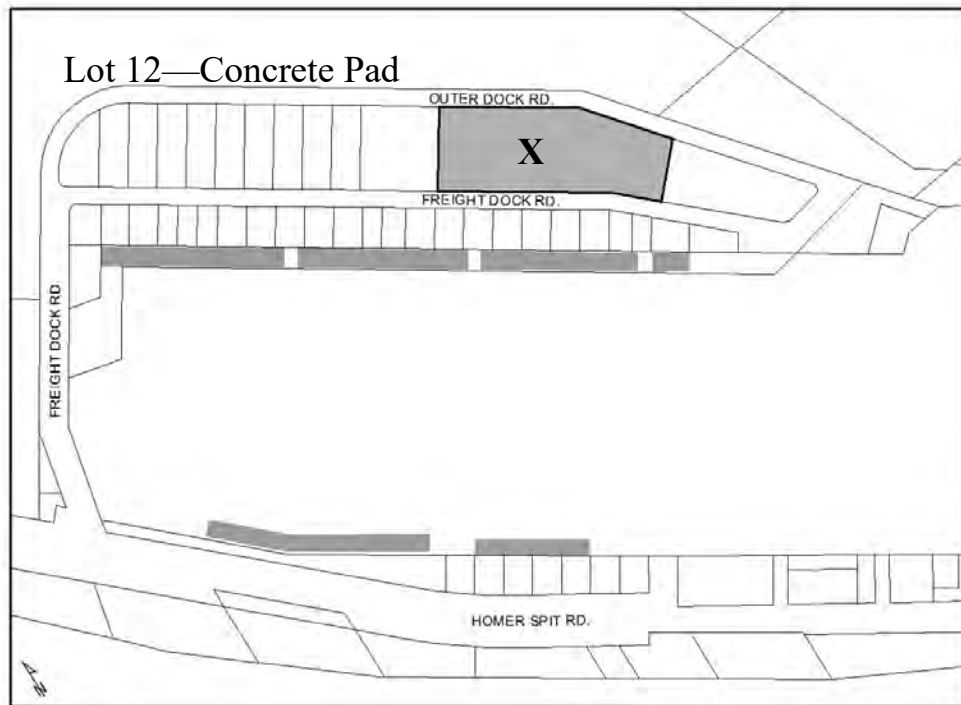 Lot 12—Concrete Pad
OUTER DOCK RD.
X
FREIGHT DOCK RD.
FREIGHT DOCK RD.
HOMER SPIT RD.
N